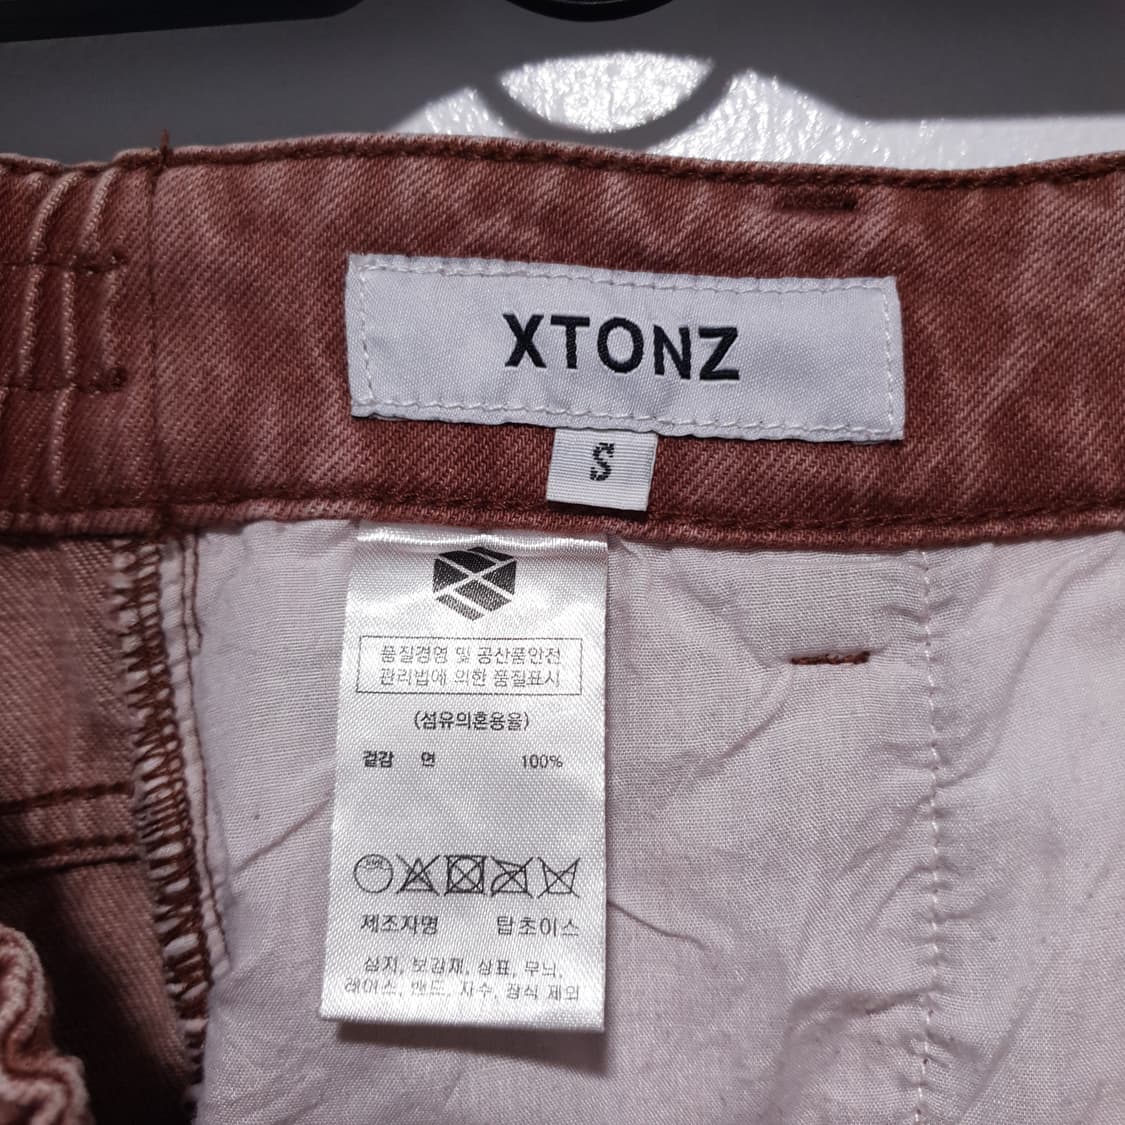 XTONZ
S
품질경영 및 공산품안전
관리법에 의한 품질표시
(섬유의혼용율)
겉감 면 100%
제조자명 탑초이스
심지, 보강재, 상표, 무늬,
레이스, 밴드, 자수, 장식 제외